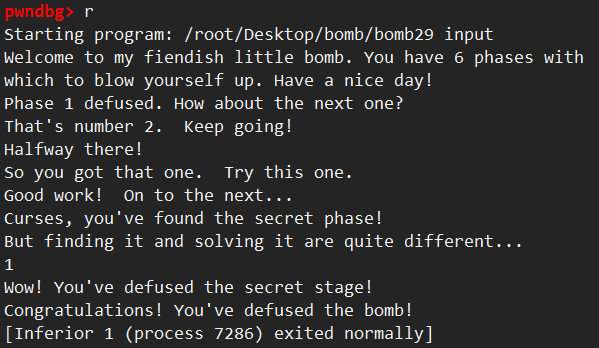 pwndbg> r
Starting program: /root/Desktop/bomb/bomb29 input
Welcome to my fiendish little bomb. You have 6 phases with
which to blow yourself up. Have a nice day!
Phase 1 defused. How about the next one?
That's number 2.  Keep going!
Halfway there!
So you got that one.  Try this one.
Good work!  On to the next...
Curses, you've found the secret phase!
But finding it and solving it are quite different...
1
Wow! You've defused the secret stage!
Congratulations! You've defused the bomb!
[Inferior 1 (process 7286) exited normally]